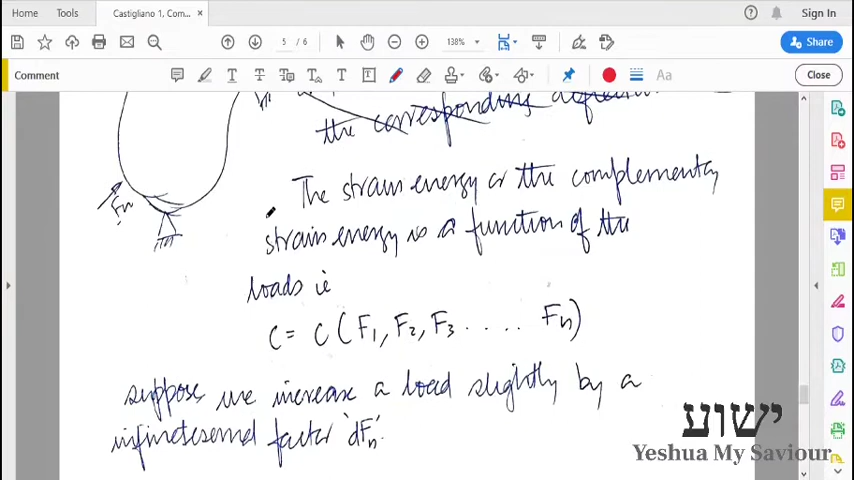 Home Tools Castigliano 1, Com... × Sign In
5 / 6 138% Share
Comment Aa Close
the corresponding
Fn
The strain energy or the complementary
strain energy is a function of the
loads ie
C = C (F1, F2, F3 ..... Fn)
suppose we increase a load slightly by a
infinitesemal factor 'dFn'
ישוע
Yeshua My Saviour